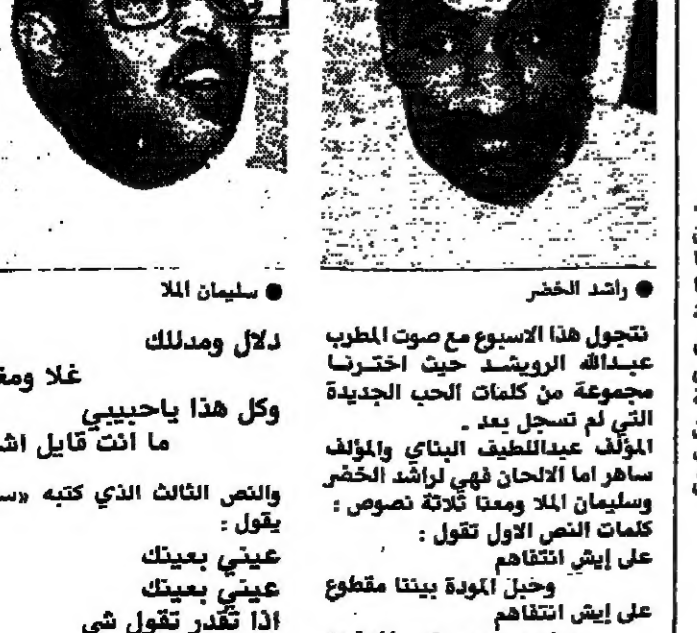 ● راشد الخضر
نتجول هذا الاسبوع مع صوت المطرب
عبدالله الرويشد حيث اخترنا
مجموعة من كلمات الحب الجديدة
التي لم تسجل بعد .
المؤلف عبداللطيف البناي والمؤلف
ساهر اما الالحان فهي لراشد الخضر
وسليمان الملا ومعنا ثلاثة نصوص :
كلمات النص الاول تقول :
على إيش انتفاهم
وحبل المودة بيننا مقطوع
على إيش انتفاهم
● سليمان الملا
دلال ومدللك
غلا
وكل هذا ياحبيبي
ما انت قايل
والنص الثالث الذي كتبه
يقول :
عيني بعينك
عيني بعينك
اذا تقدر تقول شي